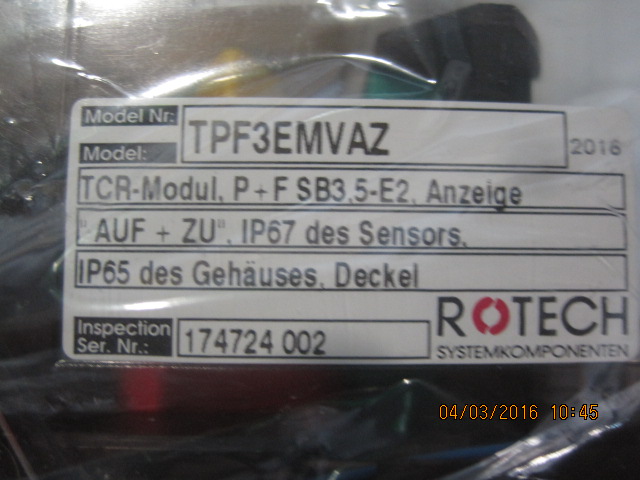 Model Nr:
Model:
TPF3EMVAZ
2016
TCR-Modul, P+F SB3,5-E2, Anzeige
"AUF + ZU", IP67 des Sensors,
IP65 des Gehäuses, Deckel
Inspection
Ser. Nr.:
174724 002
ROTECH
SYSTEMKOMPONENTEN
04/03/2016 10:45